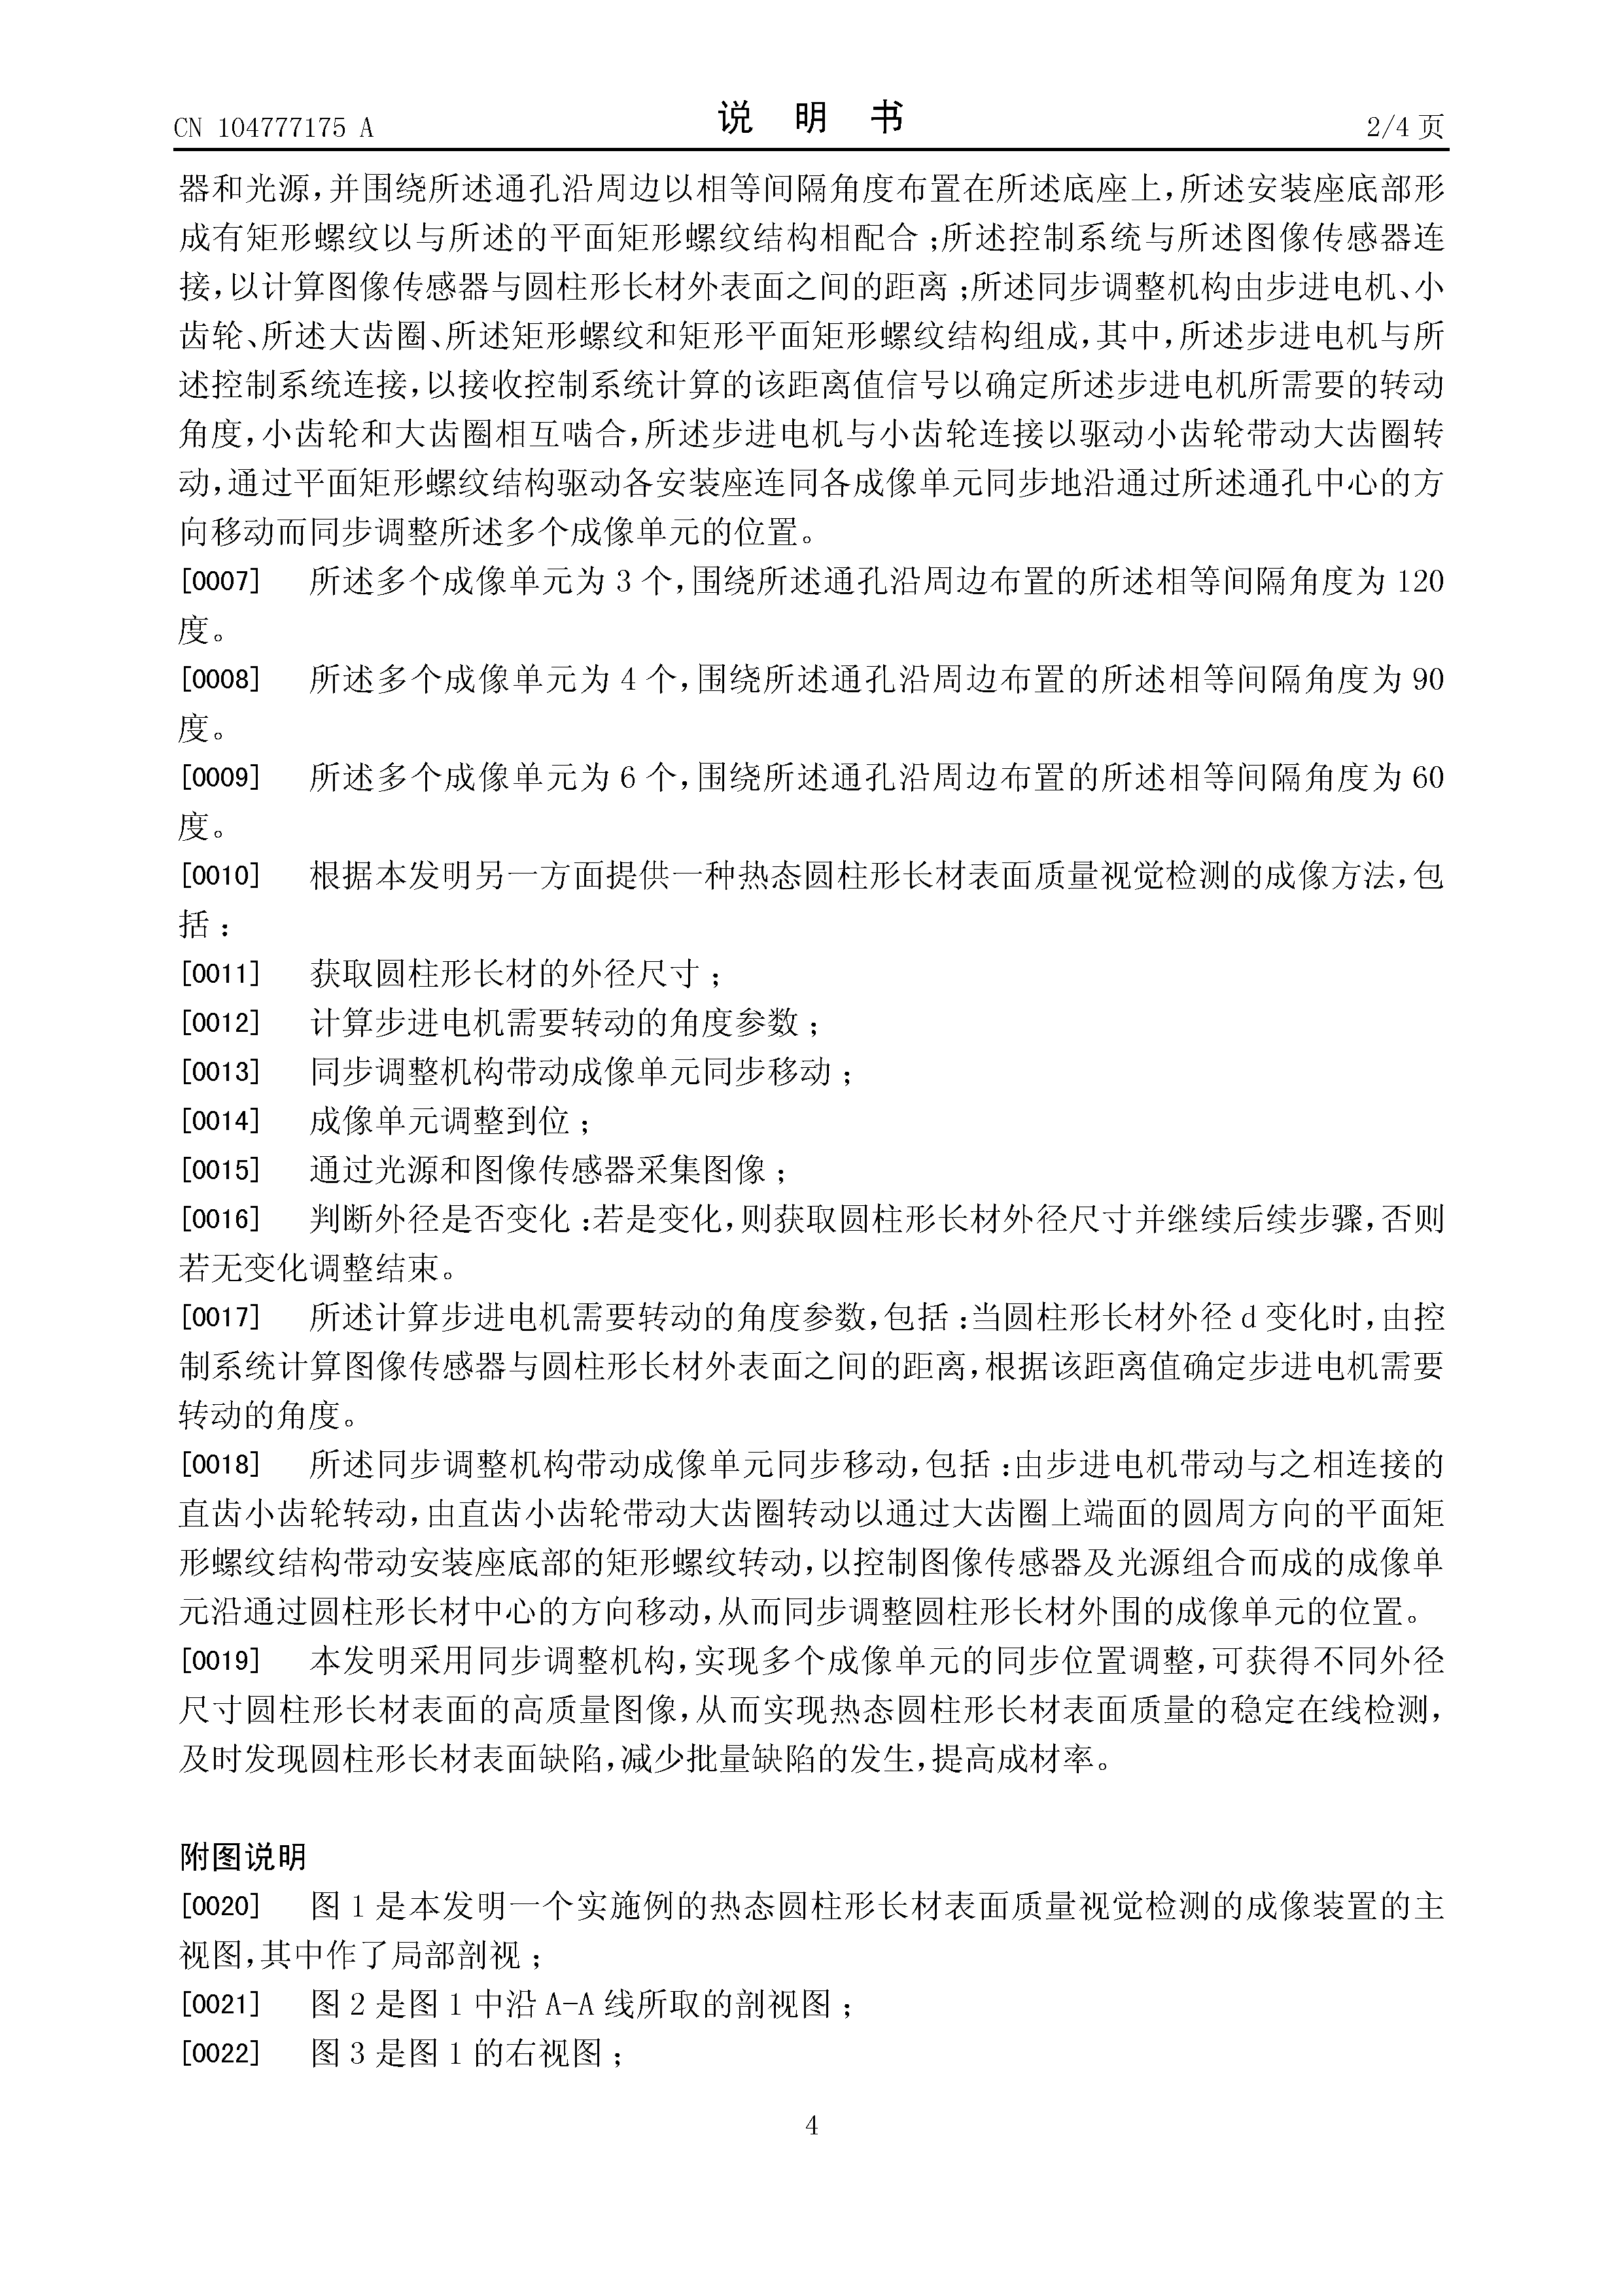 CN 104777175 A
说 明 书
2/4 页
器和光源,并围绕所述通孔沿周边以相等间隔角度布置在所述底座上,所述安装座底部形
成有矩形螺纹以与所述的平面矩形螺纹结构相配合;所述控制系统与所述图像传感器连
接,以计算图像传感器与圆柱形长材外表面之间的距离;所述同步调整机构由步进电机、小
齿轮、所述大齿圈、所述矩形螺纹和矩形平面矩形螺纹结构组成,其中,所述步进电机与所
述控制系统连接,以接收控制系统计算的该距离值信号以确定所述步进电机所需要的转动
角度,小齿轮和大齿圈相互啮合,所述步进电机与小齿轮连接以驱动小齿轮带动大齿圈转
动,通过平面矩形螺纹结构驱动各安装座连同各成像单元同步地沿通过所述通孔中心的方
向移动而同步调整所述多个成像单元的位置。
[0007] 所述多个成像单元为 3 个,围绕所述通孔沿周边布置的所述相等间隔角度为 120
度。
[0008] 所述多个成像单元为 4 个,围绕所述通孔沿周边布置的所述相等间隔角度为 90
度。
[0009] 所述多个成像单元为 6 个,围绕所述通孔沿周边布置的所述相等间隔角度为 60
度。
[0010] 根据本发明另一方面提供一种热态圆柱形长材表面质量视觉检测的成像方法,包
括:
[0011] 获取圆柱形长材的外径尺寸;
[0012] 计算步进电机需要转动的角度参数;
[0013] 同步调整机构带动成像单元同步移动;
[0014] 成像单元调整到位;
[0015] 通过光源和图像传感器采集图像;
[0016] 判断外径是否变化:若是变化,则获取圆柱形长材外径尺寸并继续后续步骤,否则
若无变化调整结束。
[0017] 所述计算步进电机需要转动的角度参数,包括:当圆柱形长材外径 d 变化时,由控
制系统计算图像传感器与圆柱形长材外表面之间的距离,根据该距离值确定步进电机需要
转动的角度。
[0018] 所述同步调整机构带动成像单元同步移动,包括:由步进电机带动与之相连接的
直齿小齿轮转动,由直齿小齿轮带动大齿圈转动以通过大齿圈上端面的圆周方向的平面矩
形螺纹结构带动安装座底部的矩形螺纹转动,以控制图像传感器及光源组合而成的成像单
元沿通过圆柱形长材中心的方向移动,从而同步调整圆柱形长材外围的成像单元的位置。
[0019] 本发明采用同步调整机构,实现多个成像单元的同步位置调整,可获得不同外径
尺寸圆柱形长材表面的高质量图像,从而实现热态圆柱形长材表面质量的稳定在线检测,
及时发现圆柱形长材表面缺陷,减少批量缺陷的发生,提高成材率。
附图说明
[0020] 图 1 是本发明一个实施例的热态圆柱形长材表面质量视觉检测的成像装置的主
视图,其中作了局部剖视;
[0021] 图 2 是图 1 中沿 A-A 线所取的剖视图;
[0022] 图 3 是图 1 的右视图;
4